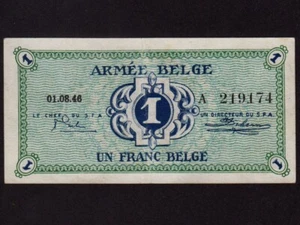 1 1
ARMÉE BELGE
01.08.46 1 A 219174
LE CHEF DU S.P.A. UN DIRECTEUR DU S.P.A.
UN FRANC BELGE
1 1